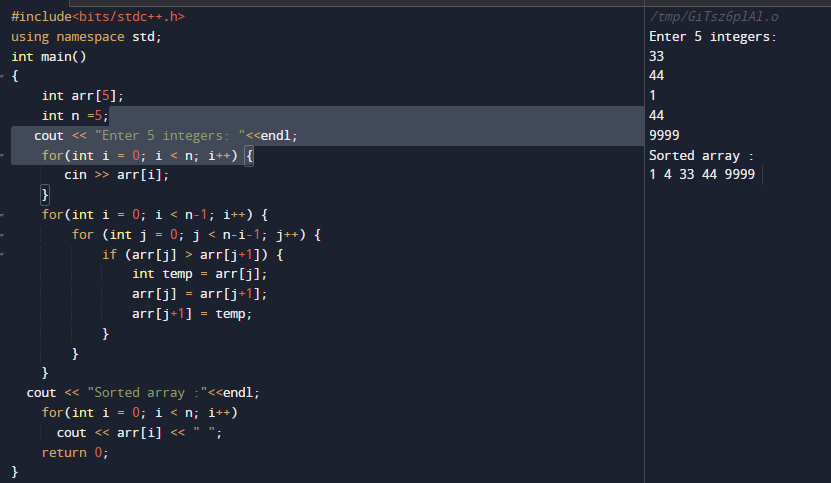 #include<bits/stdc++.h>
using namespace std;
int main()
{
    int arr[5];
    int n =5;
   cout << "Enter 5 integers: "<<endl;
    for(int i = 0; i < n; i++) {
       cin >> arr[i];
    }
    for(int i = 0; i < n-1; i++) {
        for (int j = 0; j < n-i-1; j++) {
            if (arr[j] > arr[j+1]) {
                int temp = arr[j];
                arr[j] = arr[j+1];
                arr[j+1] = temp;
            }
        }
    }
  cout << "Sorted array :"<<endl;
    for(int i = 0; i < n; i++)
      cout << arr[i] << " ";
    return 0;
}
/tmp/GiTsz6plAl.o
Enter 5 integers:
33
44
1
44
9999
Sorted array :
1 4 33 44 9999